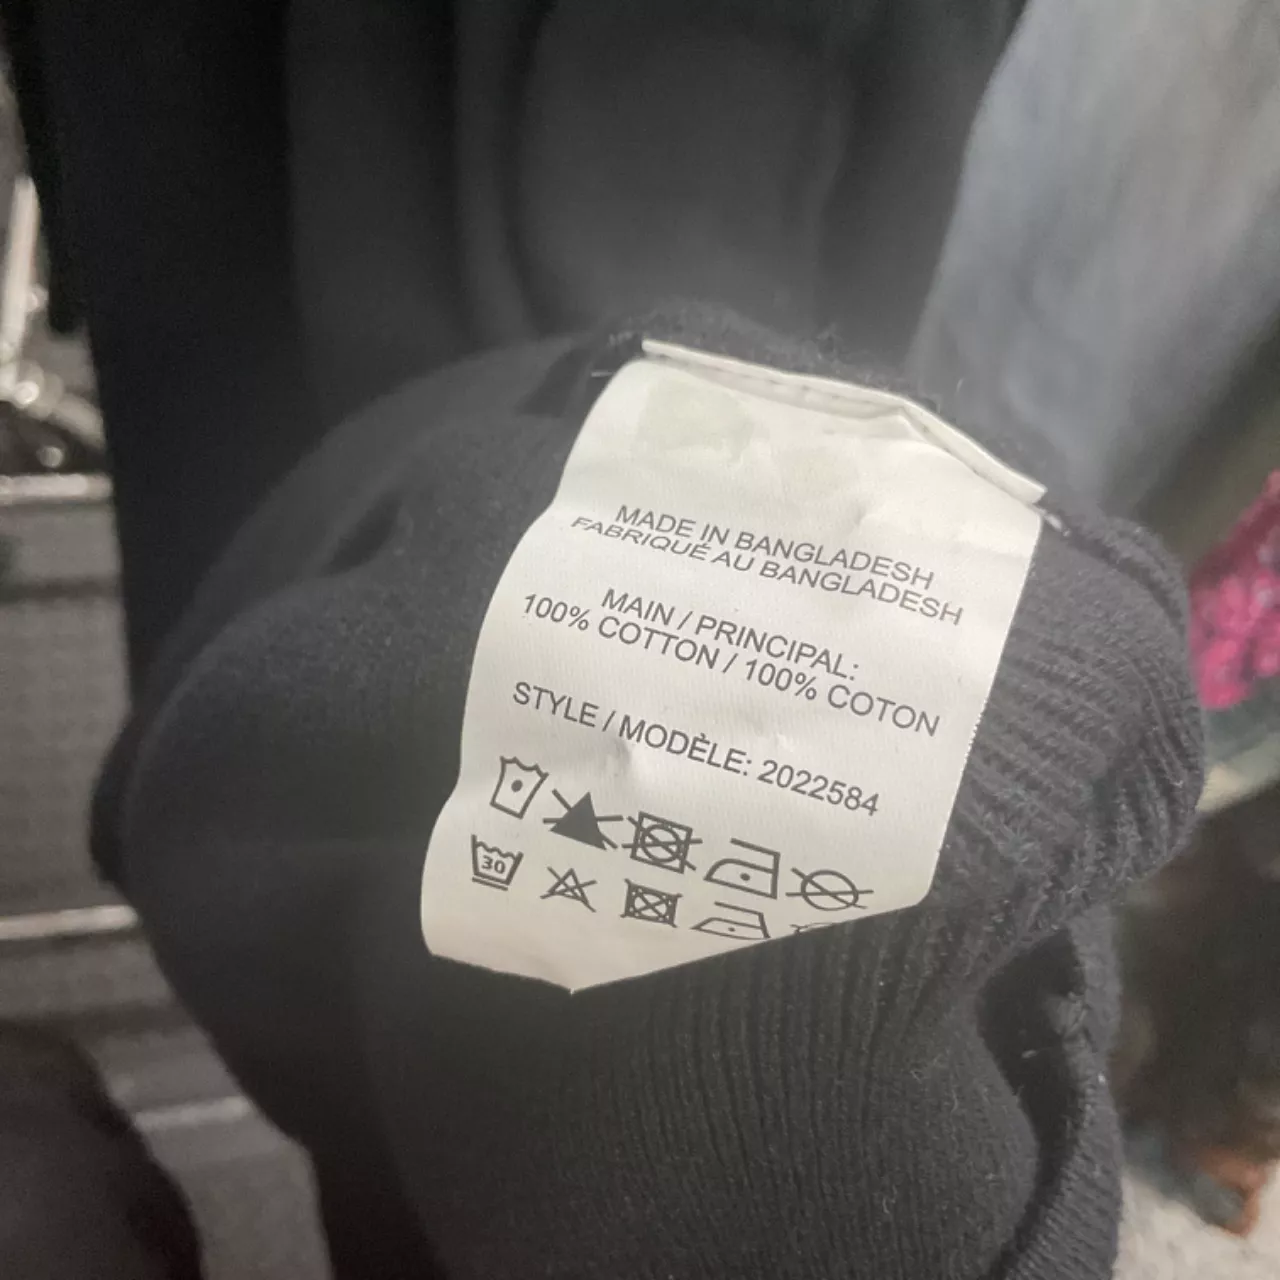 MADE IN BANGLADESH
FABRIQUÉ AU BANGLADESH
MAIN / PRINCIPAL:
100% COTTON / 100% COTON
STYLE / MODÈLE: 2022584
30